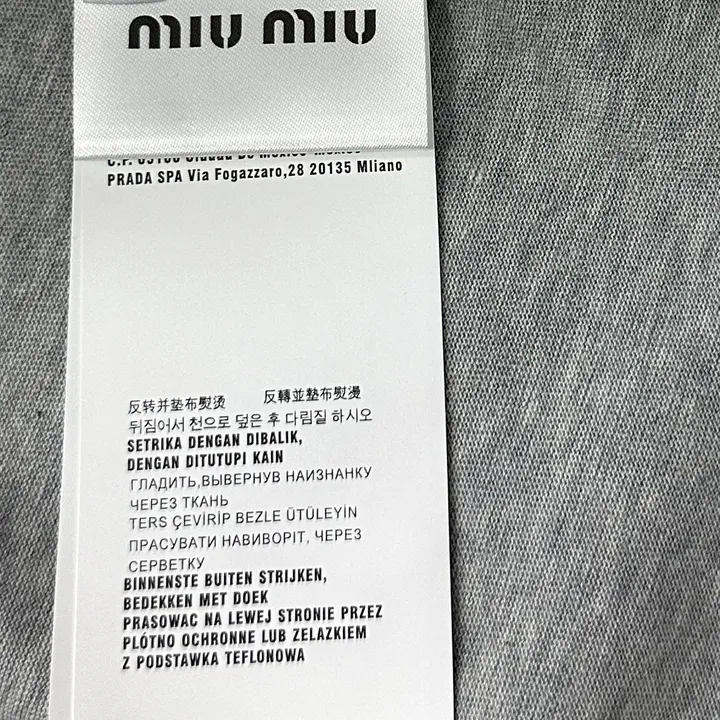 miu miu
PRADA SPA Via Fogazzaro,28 20135 Mliano
反转并垫布熨烫 反轉並墊布熨燙
뒤집어서 천으로 덮은 후 다림질 하시오
SETRIKA DENGAN DIBALIK,
DENGAN DITUTUPI KAIN
ГЛАДИТЬ,ВЫВЕРНУВ НАИЗНАНКУ
ЧЕРЕЗ ТКАНЬ
TERS ÇEVİRİP BEZLE ÜTÜLEYİN
ПРАСУВАТИ НАВИВОРІТ, ЧЕРЕЗ
СЕРВЕТКУ
BINNENSTE BUITEN STRIJKEN,
BEDEKKEN MET DOEK
PRASOWAC NA LEWEJ STRONIE PRZEZ
PLÓTNO OCHRONNE LUB ZELAZKIEM
Z PODSTAWKA TEFLONOWA